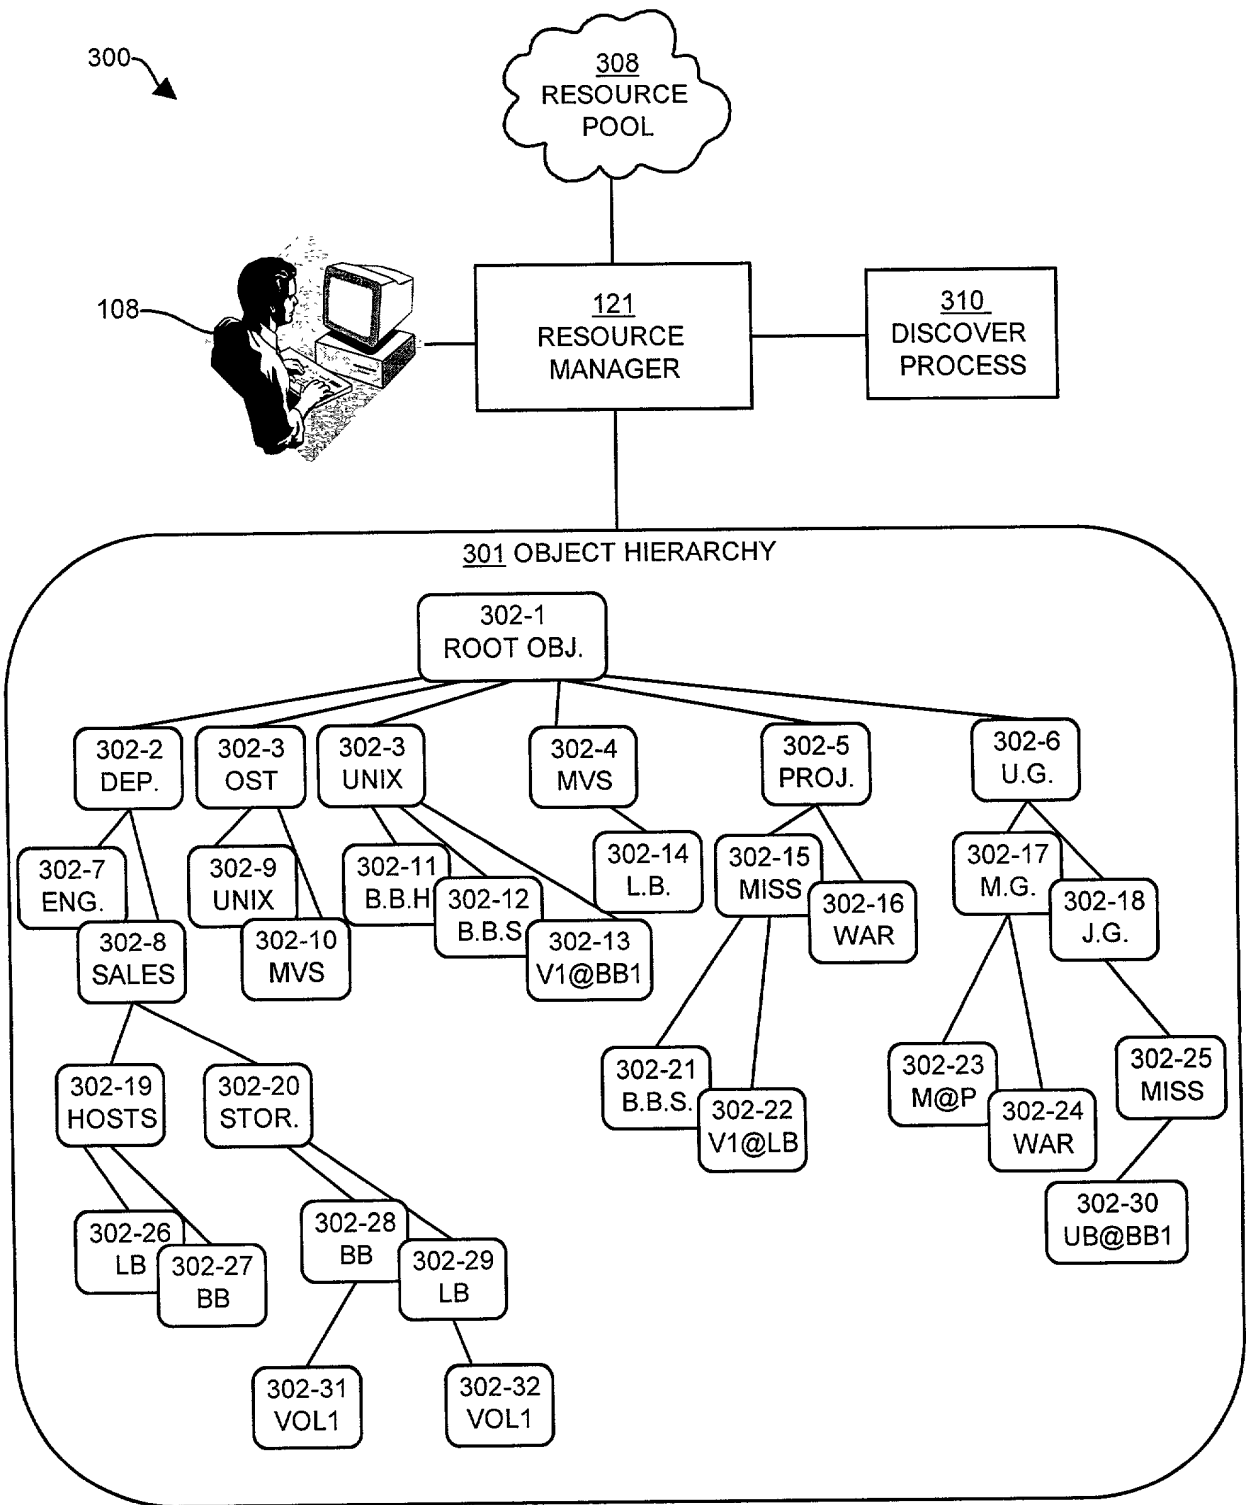 300
308
RESOURCE
POOL
108
121
RESOURCE
MANAGER
310
DISCOVER
PROCESS
301 OBJECT HIERARCHY
302-1
ROOT OBJ.
302-2
DEP.
302-3
OST
302-3
UNIX
302-4
MVS
302-5
PROJ.
302-6
U.G.
302-7
ENG.
302-8
SALES
302-9
UNIX
302-10
MVS
302-11
B.B.H
302-12
B.B.S
302-13
V1@BB1
302-14
L.B.
302-15
MISS
302-16
WAR
302-17
M.G.
302-18
J.G.
302-19
HOSTS
302-20
STOR.
302-21
B.B.S.
302-22
V1@LB
302-23
M@P
302-24
WAR
302-25
MISS
302-26
LB
302-27
BB
302-28
BB
302-29
LB
302-30
UB@BB1
302-31
VOL1
302-32
VOL1